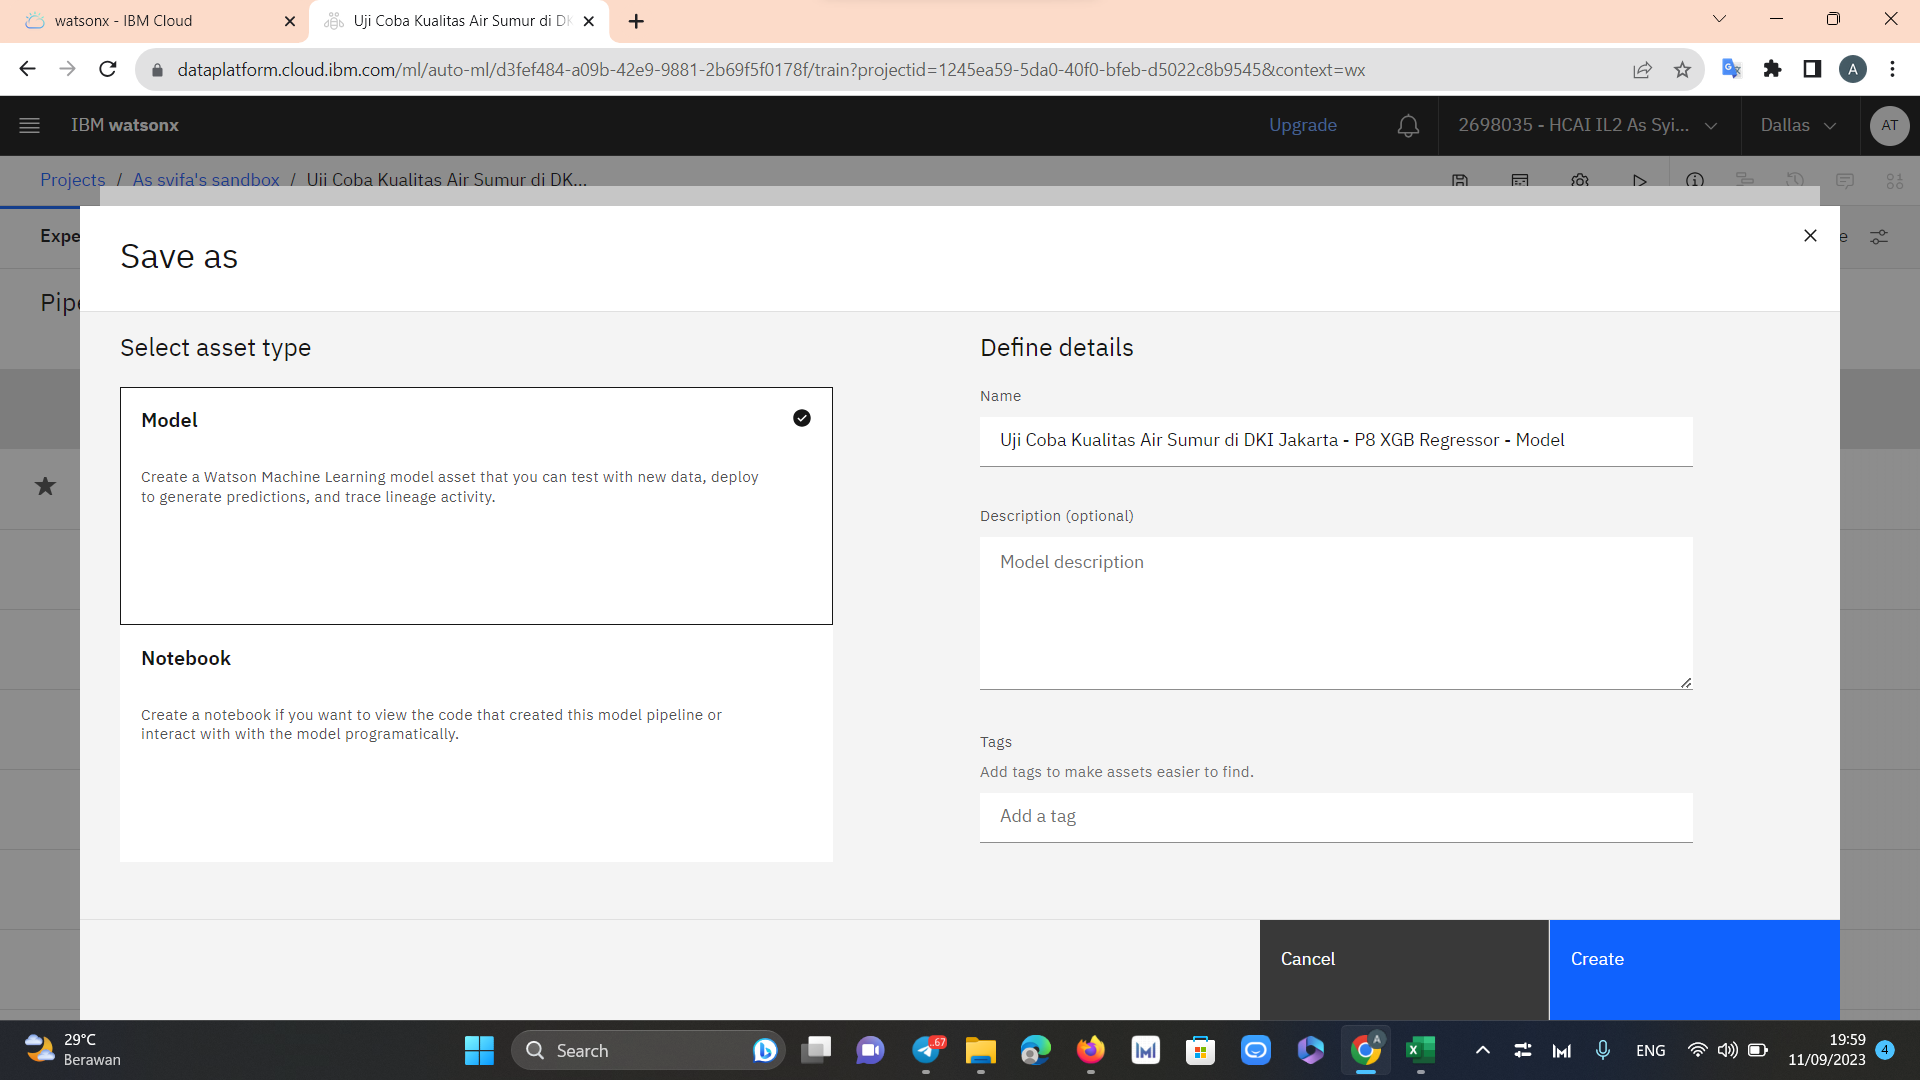 watsonx - IBM Cloud
Uji Coba Kualitas Air Sumur di DK
dataplatform.cloud.ibm.com/ml/auto-ml/d3fef484-a09b-42e9-9881-2b69f5f0178f/train?projectid=1245ea59-5da0-40f0-bfeb-d5022c8b9545&context=wx
A
IBM watsonx
Upgrade
2698035 - HCAI IL2 As Syi...
Dallas
AT
Projects / As syifa's sandbox / Uji Coba Kualitas Air Sumur di DK...
Expe
e
Pipe
Save as
Select asset type
Model
Create a Watson Machine Learning model asset that you can test with new data, deploy
to generate predictions, and trace lineage activity.
Notebook
Create a notebook if you want to view the code that created this model pipeline or
interact with with the model programatically.
Define details
Name
Uji Coba Kualitas Air Sumur di DKI Jakarta - P8 XGB Regressor - Model
Description (optional)
Model description
Tags
Add tags to make assets easier to find.
Add a tag
Cancel
Create
29°C
Berawan
Search
..67
A
ENG
19:59
11/09/2023
4